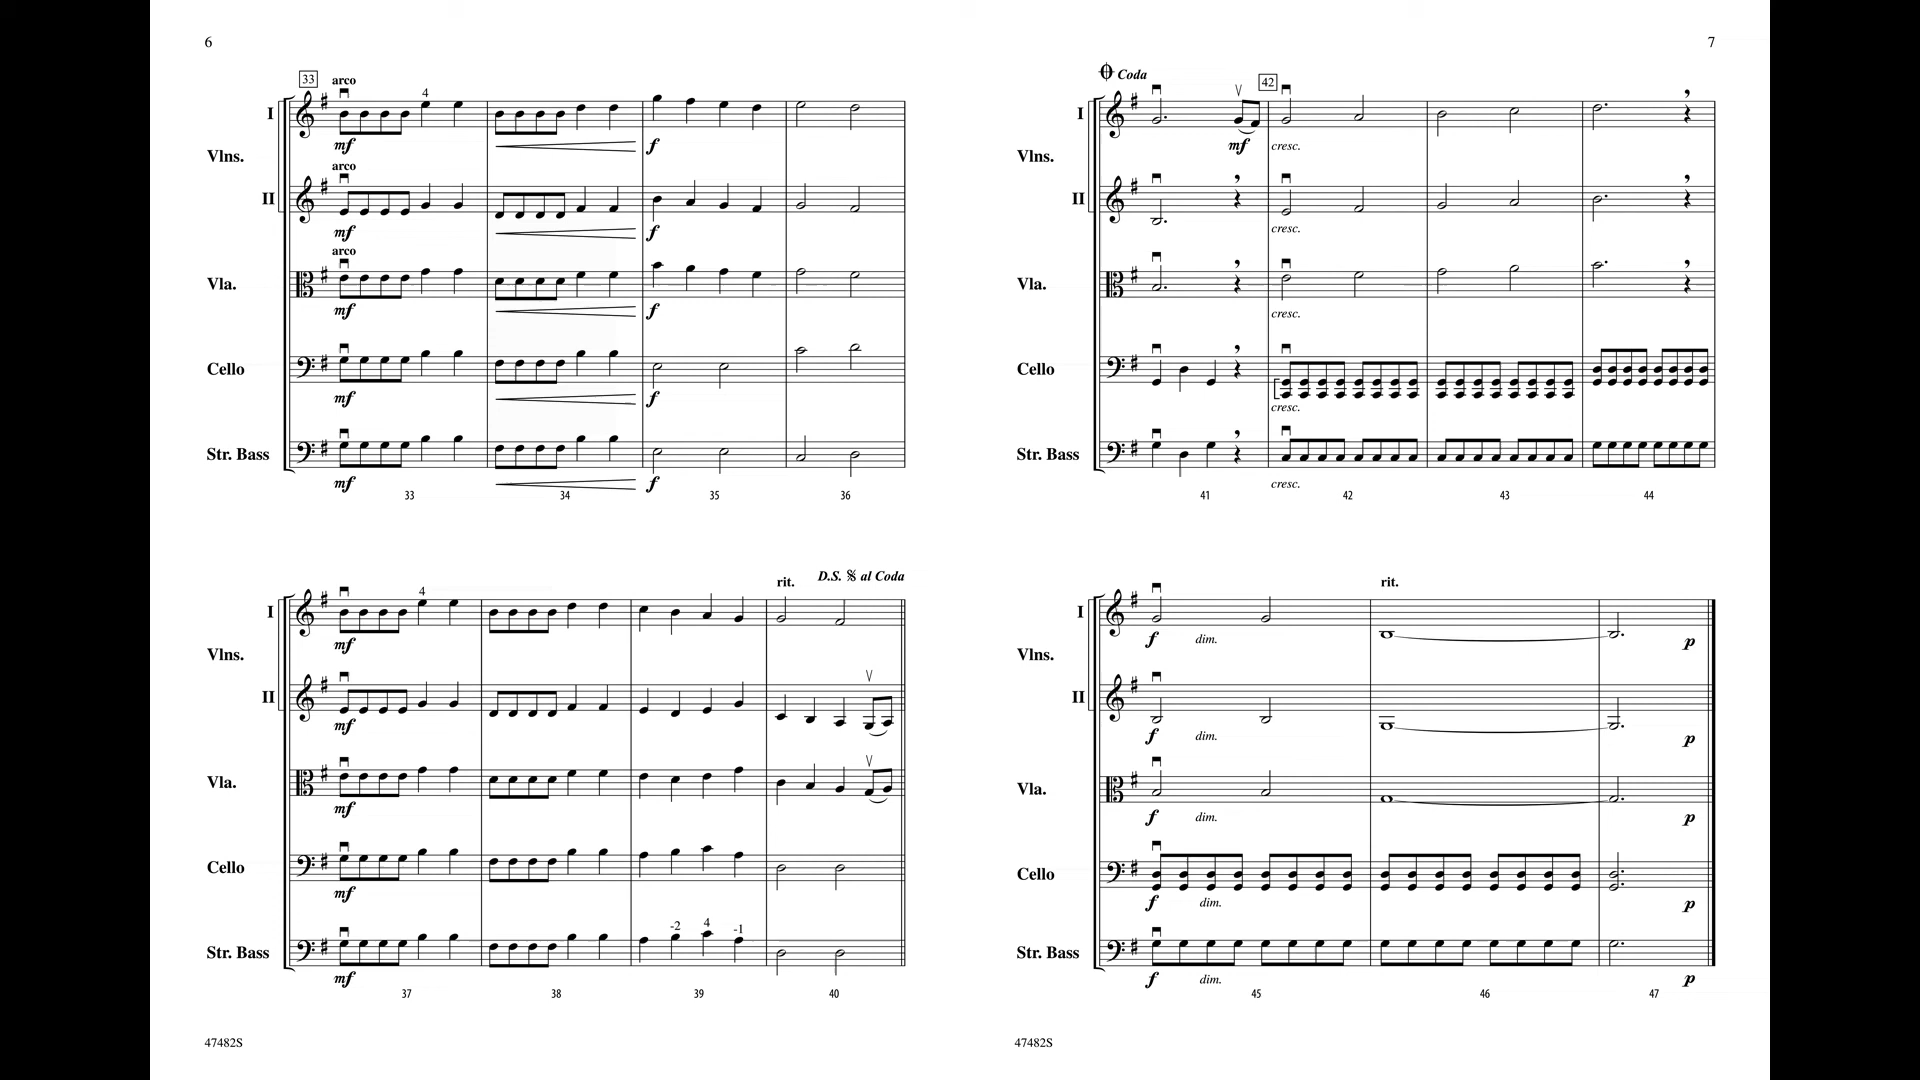 6
33 arco
4
I
mf f
Vlns.
arco
II
mf f
arco
Vla.
mf f
Cello
mf f
Str. Bass
mf f
33 34 35 36
rit. D.S. 𝄋 al Coda
4
I
mf
Vlns.
II
mf
Vla.
mf
Cello
mf
-2 4 -1
Str. Bass
mf
37 38 39 40
47482S
7
Coda
42
I
mf cresc.
Vlns.
II
cresc.
Vla.
cresc.
Cello
cresc.
Str. Bass
cresc.
41 42 43 44
rit.
I
f dim. p
Vlns.
II
f dim. p
Vla.
f dim. p
Cello
f dim. p
Str. Bass
f dim. p
45 46 47
47482S